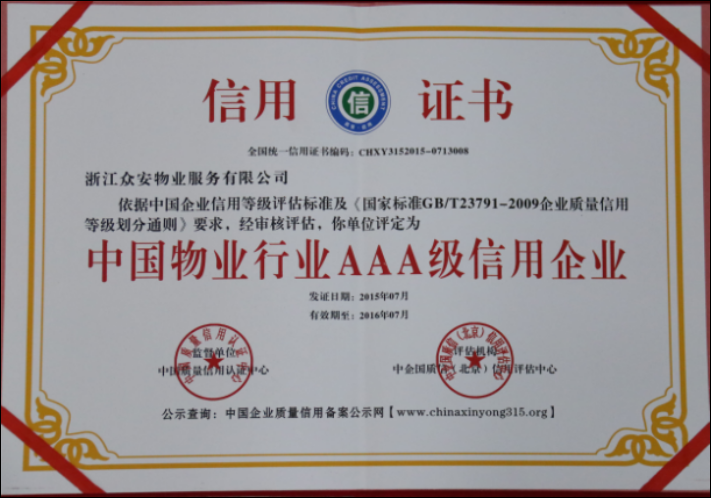 信用 信 证书
CHINA CREDIT ASSESSMENT
全国统一信用证书编码：CHXY3152015-0713008
浙江众安物业服务有限公司
依据中国企业信用等级评估标准及《国家标准GB/T23791-2009企业质量信用
等级划分通则》要求，经审核评估，你单位评定为
中国物业行业AAA级信用企业
发证日期：2015年07月
有效期至：2016年07月
监督单位 评估机构
中国质量信用认证中心 中企国质信（北京）信用评估中心
公示查询：中国企业质量信用备案公示网【www.chinaxinyong315.org】